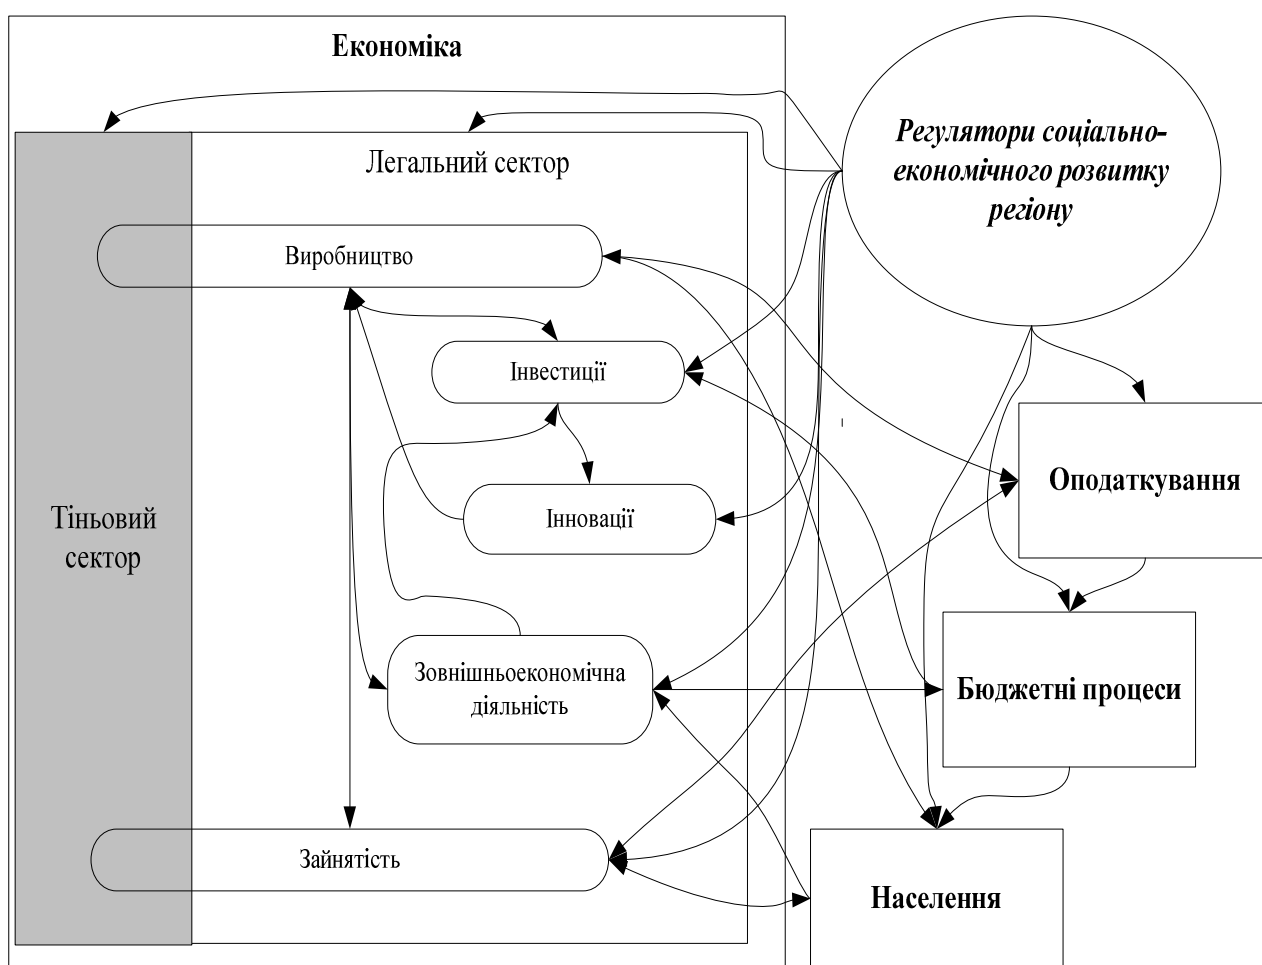 Економіка
Регулятори соціально-
економічного розвитку
регіону
Легальний сектор
Виробництво
Інвестиції
Оподаткування
Інновації
Тіньовий
сектор
Зовнішньоекономічна
діяльність
Бюджетні процеси
Зайнятість
Населення